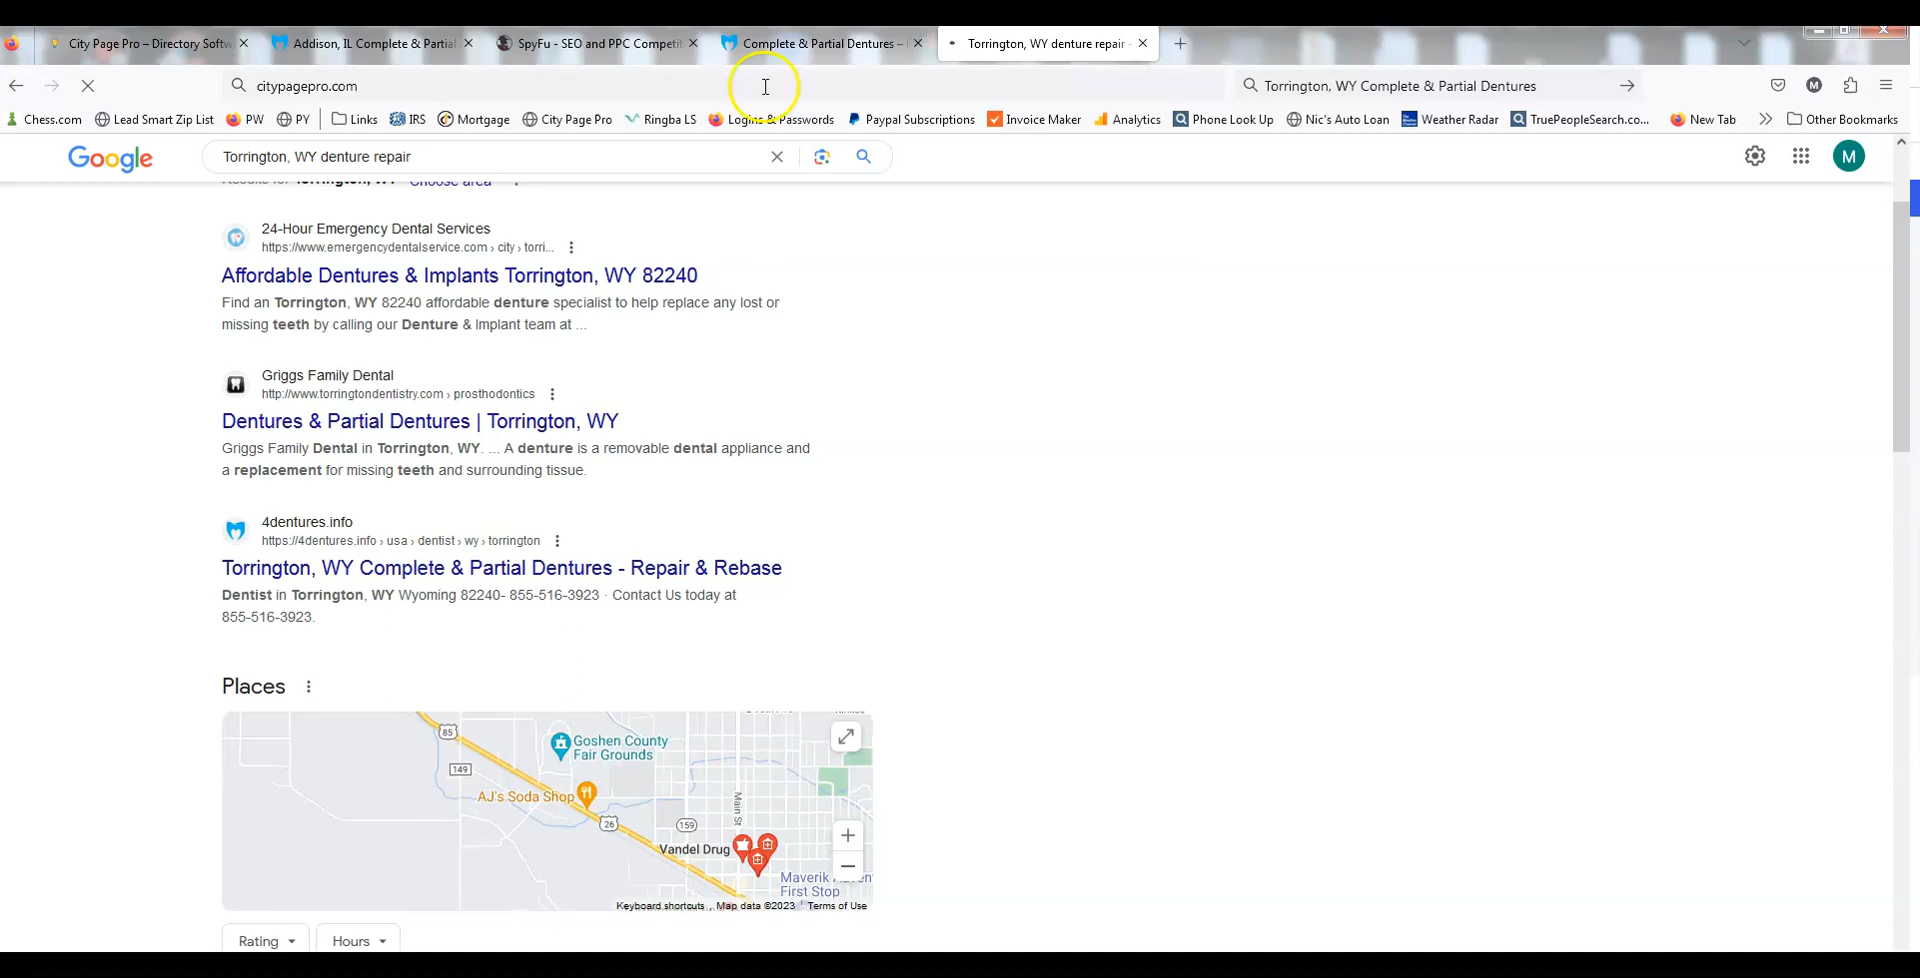 City Page Pro – Directory Softw
Addison, IL Complete & Partial
SpyFu - SEO and PPC Competit
Complete & Partial Dentures –
Torrington, WY denture repair -
citypagepro.com
Torrington, WY Complete & Partial Dentures
Chess.com
Lead Smart Zip List
PW
PY
Links
IRS
Mortgage
City Page Pro
Ringba LS
Logins & Passwords
Paypal Subscriptions
Invoice Maker
Analytics
Phone Look Up
Nic's Auto Loan
Weather Radar
TruePeopleSearch.co...
New Tab
Other Bookmarks
Google
Torrington, WY denture repair
M
Results for Torrington, WY Choose area
24-Hour Emergency Dental Services
https://www.emergencydentalservice.com › city › torri...
Affordable Dentures & Implants Torrington, WY 82240
Find an Torrington, WY 82240 affordable denture specialist to help replace any lost or
missing teeth by calling our Denture & Implant team at ...
Griggs Family Dental
http://www.torringtondentistry.com › prosthodontics
Dentures & Partial Dentures | Torrington, WY
Griggs Family Dental in Torrington, WY. ... A denture is a removable dental appliance and
a replacement for missing teeth and surrounding tissue.
4dentures.info
https://4dentures.info › usa › dentist › wy › torrington
Torrington, WY Complete & Partial Dentures - Repair & Rebase
Dentist in Torrington, WY Wyoming 82240- 855-516-3923 · Contact Us today at
855-516-3923.
Places
85
Goshen County
Fair Grounds
149
AJ's Soda Shop
26
159
Main St
Vandel Drug
Maverik Adven
First Stop
Keyboard shortcuts
Map data ©2023
Terms of Use
Rating
Hours